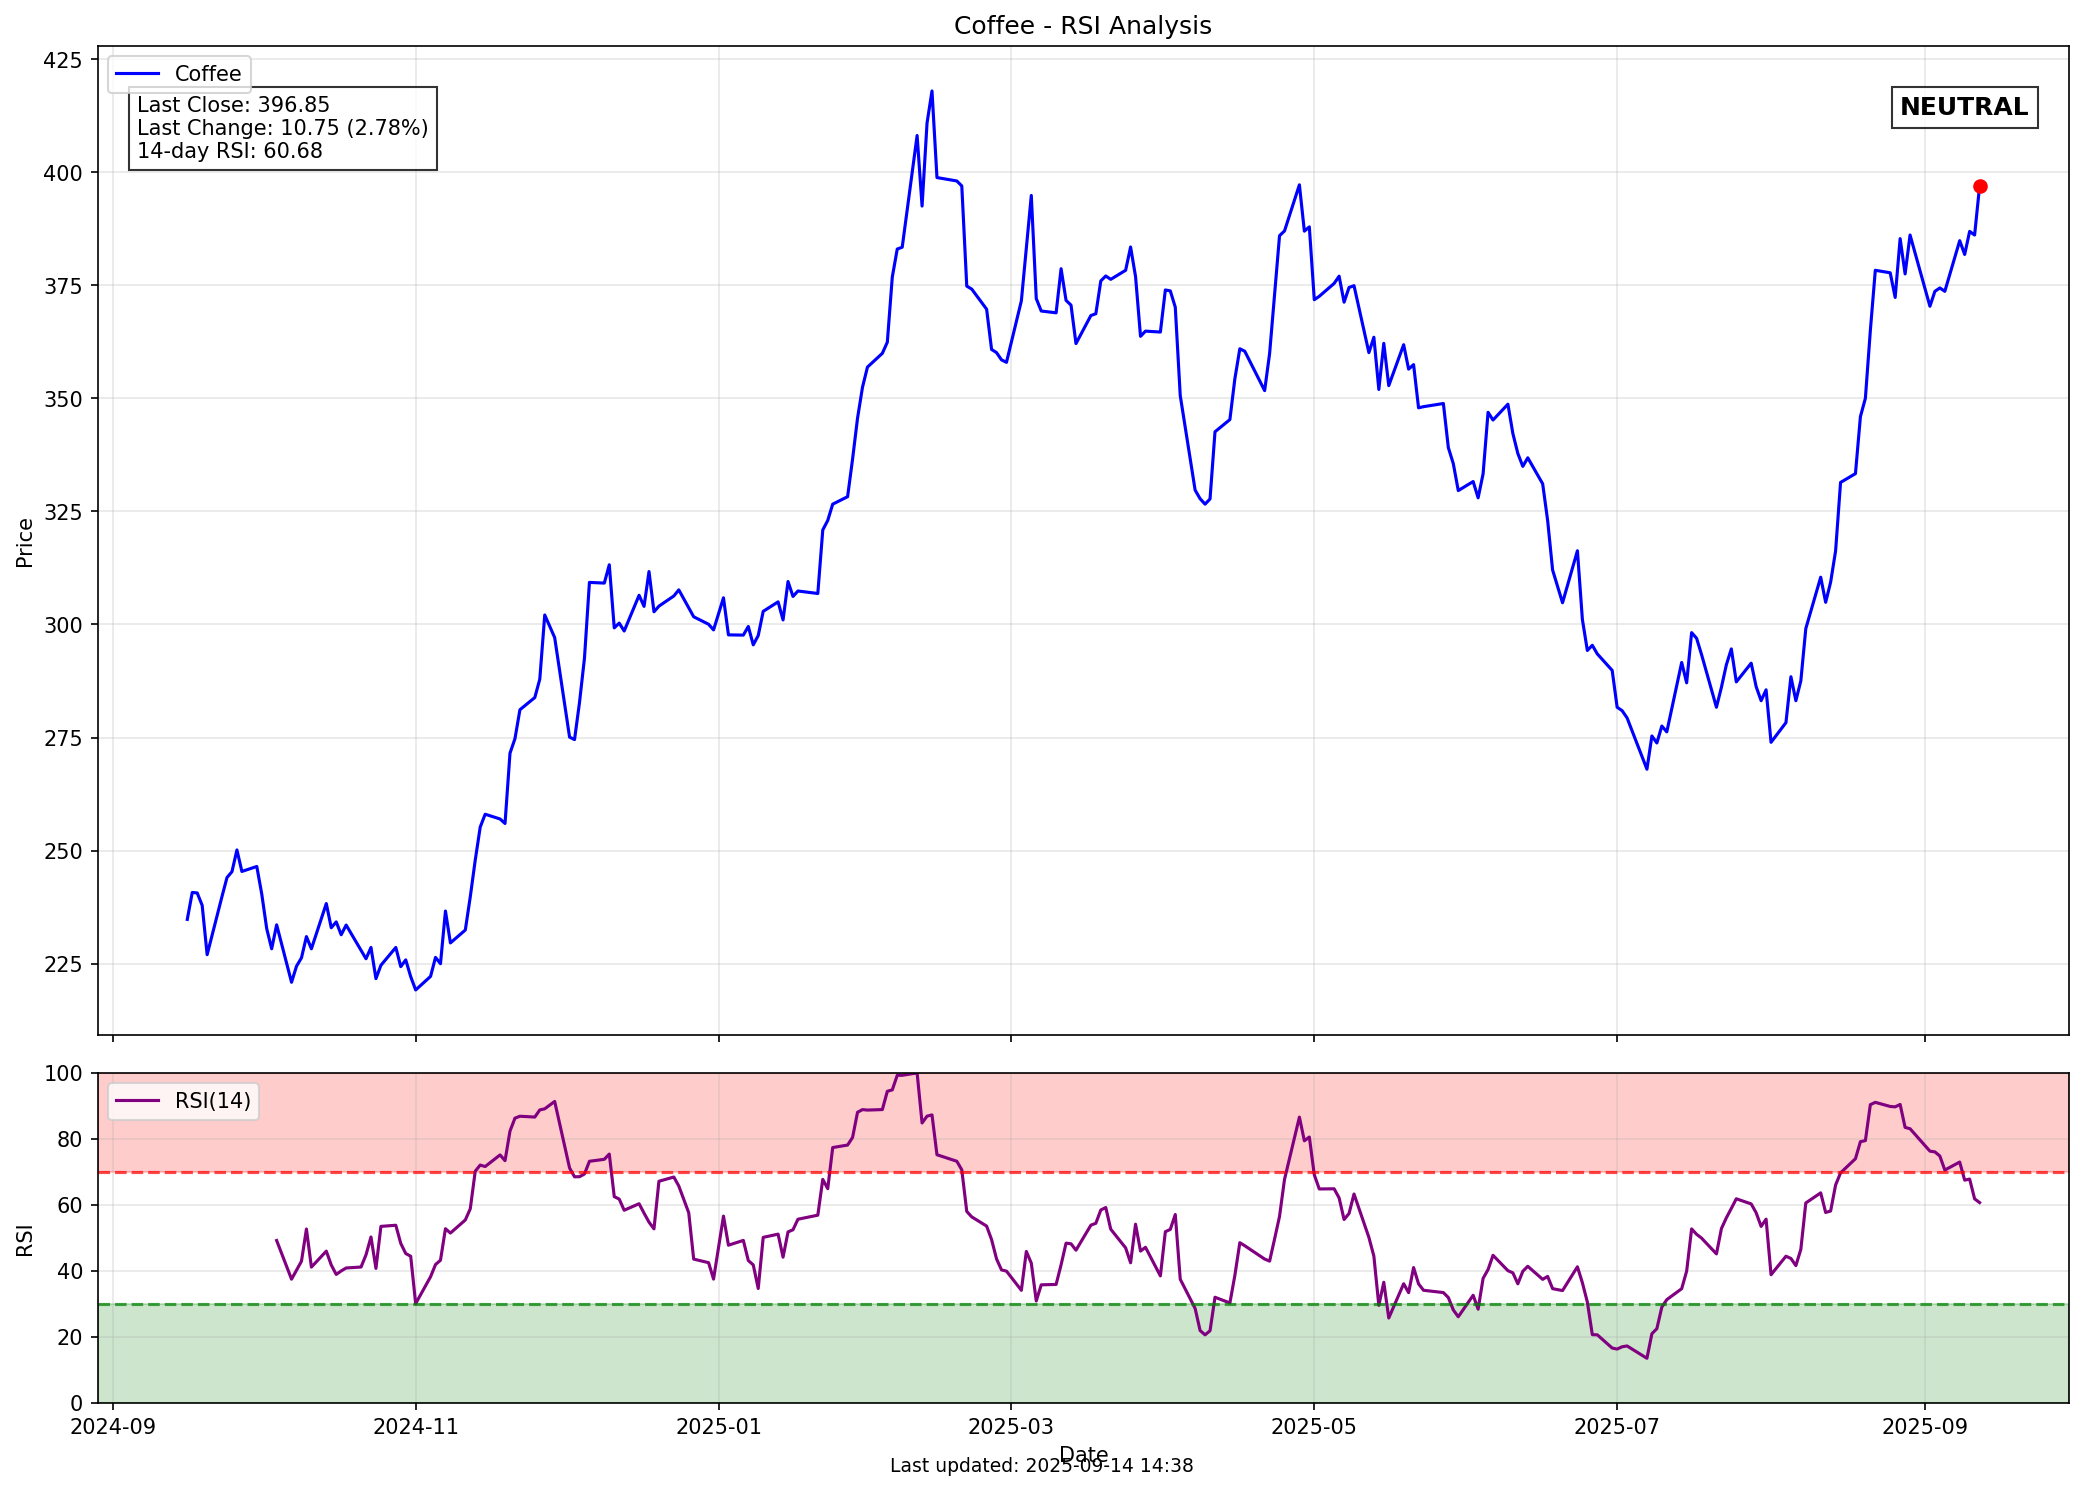 Coffee - RSI Analysis
425
Coffee
Last Close: 396.85
Last Change: 10.75 (2.78%)
14-day RSI: 60.68
NEUTRAL
400
375
350
325
Price
300
275
250
225
100
RSI(14)
80
60
RSI
40
20
0
2024-09
2024-11
2025-01
2025-03
2025-05
2025-07
2025-09
Date
Last updated: 2025-09-14 14:38